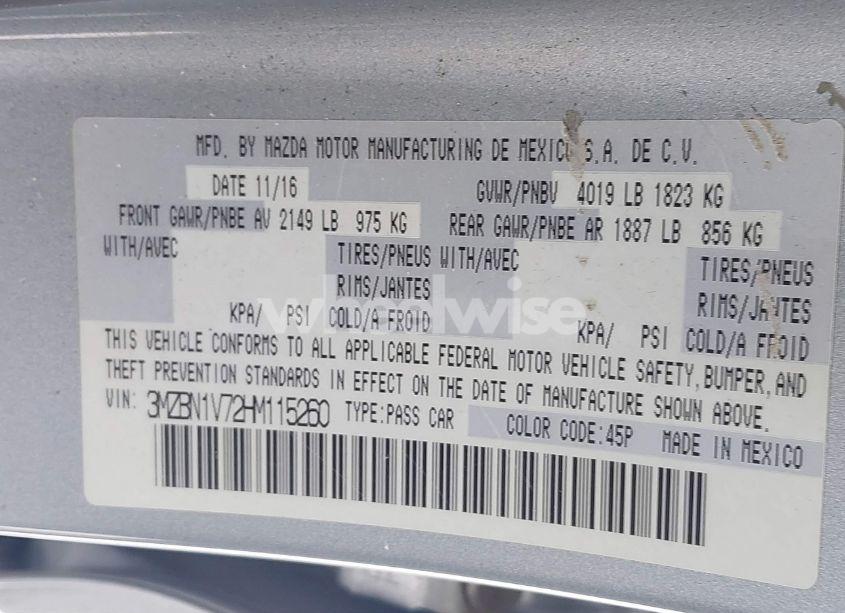 MFD. BY MAZDA MOTOR MANUFACTURING DE MEXICO S.A. DE C.V.
DATE 11/16 GVWR/PNBV 4019 LB 1823 KG
FRONT GAWR/PNBE AV 2149 LB 975 KG REAR GAWR/PNBE AR 1887 LB 856 KG
WITH/AVEC TIRES/PNEUS WITH/AVEC TIRES/PNEUS
RIMS/JANTES RIMS/JANTES
wheelwise
KPA/ PSI COLD/A FROID KPA/ PSI COLD/A FROID
THIS VEHICLE CONFORMS TO ALL APPLICABLE FEDERAL MOTOR VEHICLE SAFETY, BUMPER, AND
THEFT PREVENTION STANDARDS IN EFFECT ON THE DATE OF MANUFACTURE SHOWN ABOVE.
VIN: 3MZBN1V72HM115260 TYPE:PASS CAR COLOR CODE:45P MADE IN MEXICO